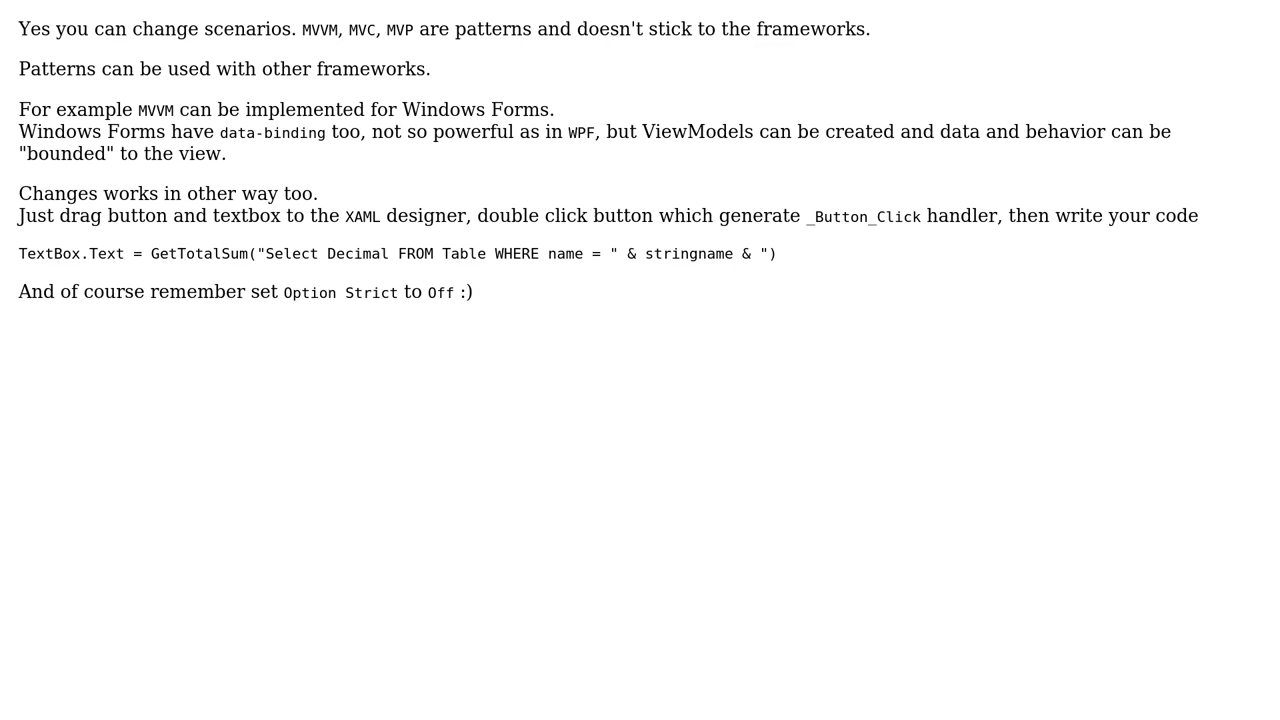 Yes you can change scenarios. MVVM, MVC, MVP are patterns and doesn't stick to the frameworks.
Patterns can be used with other frameworks.
For example MVVM can be implemented for Windows Forms.
Windows Forms have data-binding too, not so powerful as in WPF, but ViewModels can be created and data and behavior can be
"bounded" to the view.
Changes works in other way too.
Just drag button and textbox to the XAML designer, double click button which generate _Button_Click handler, then write your code
TextBox.Text = GetTotalSum("Select Decimal FROM Table WHERE name = " & stringname & ")
And of course remember set Option Strict to Off :)